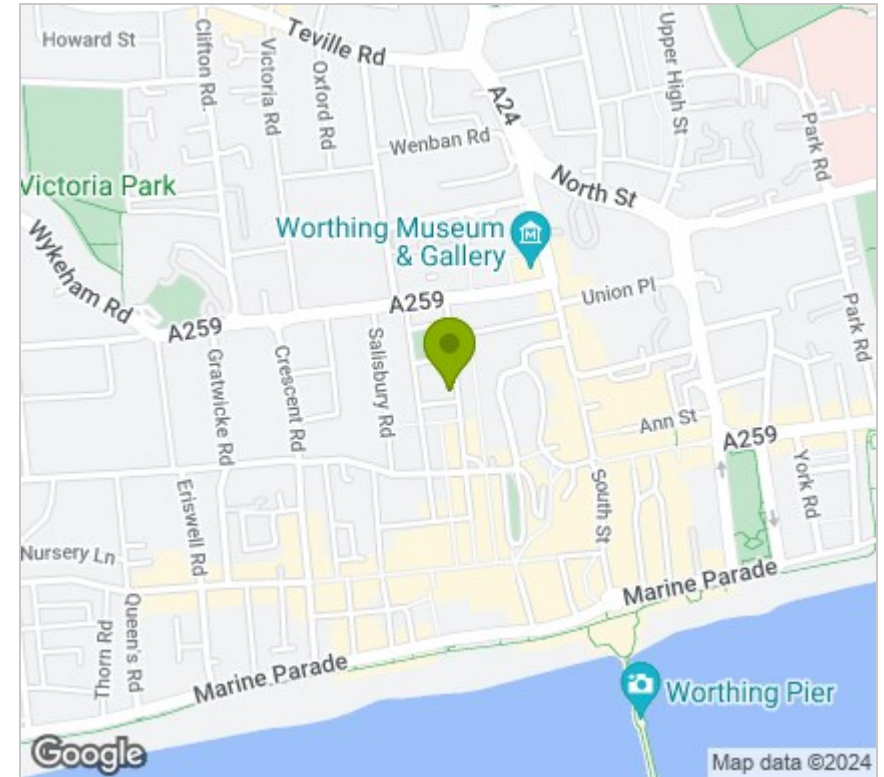 Howard St
Clifton Rd.
Victoria Rd
Oxford Rd
Teville Rd
A24
Upper High St
Park Rd
Wenban Rd
North St
Victoria Park
Worthing Museum
& Gallery
M
Wykeham Rd
A259
A259
Union Pl
Park Rd
Gratwicke Rd
Crescent Rd
Salisbury Rd
Ann St
A259
York Rd
South St
Eriswell Rd
Nursery Ln
Queen's Rd
Thorn Rd
Marine Parade
Marine Parade
Worthing Pier
Google
Map data ©2024